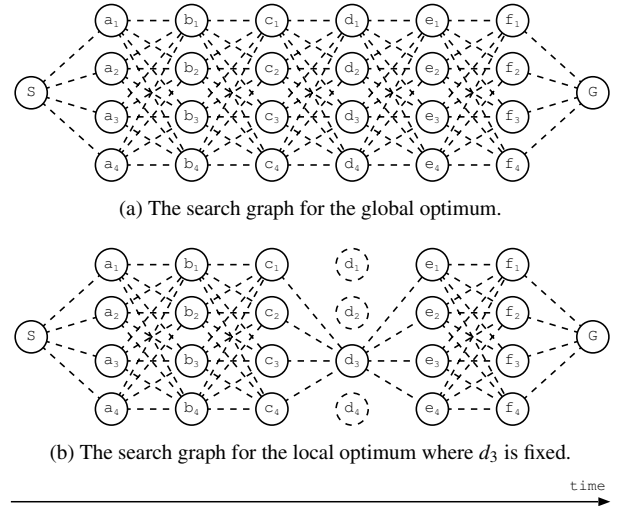 a₁ b₁ c₁ d₁ e₁ f₁
a₂ b₂ c₂ d₂ e₂ f₂
S G
a₃ b₃ c₃ d₃ e₃ f₃
a₄ b₄ c₄ d₄ e₄ f₄
(a) The search graph for the global optimum.
a₁ b₁ c₁ d₁ e₁ f₁
a₂ b₂ c₂ d₂ e₂ f₂
S G
a₃ b₃ c₃ d₃ e₃ f₃
a₄ b₄ c₄ d₄ e₄ f₄
(b) The search graph for the local optimum where d₃ is fixed.
time